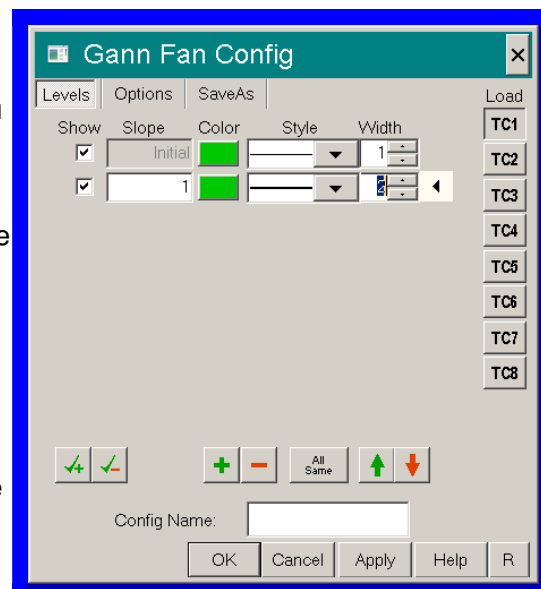 Gann Fan Config
Levels Options SaveAs Load
Show Slope Color Style Width TC1
Initial 1 TC2
1 2 TC3
e TC4
TC5
TC6
TC7
TC8
All Same
e
Config Name:
OK Cancel Apply Help R